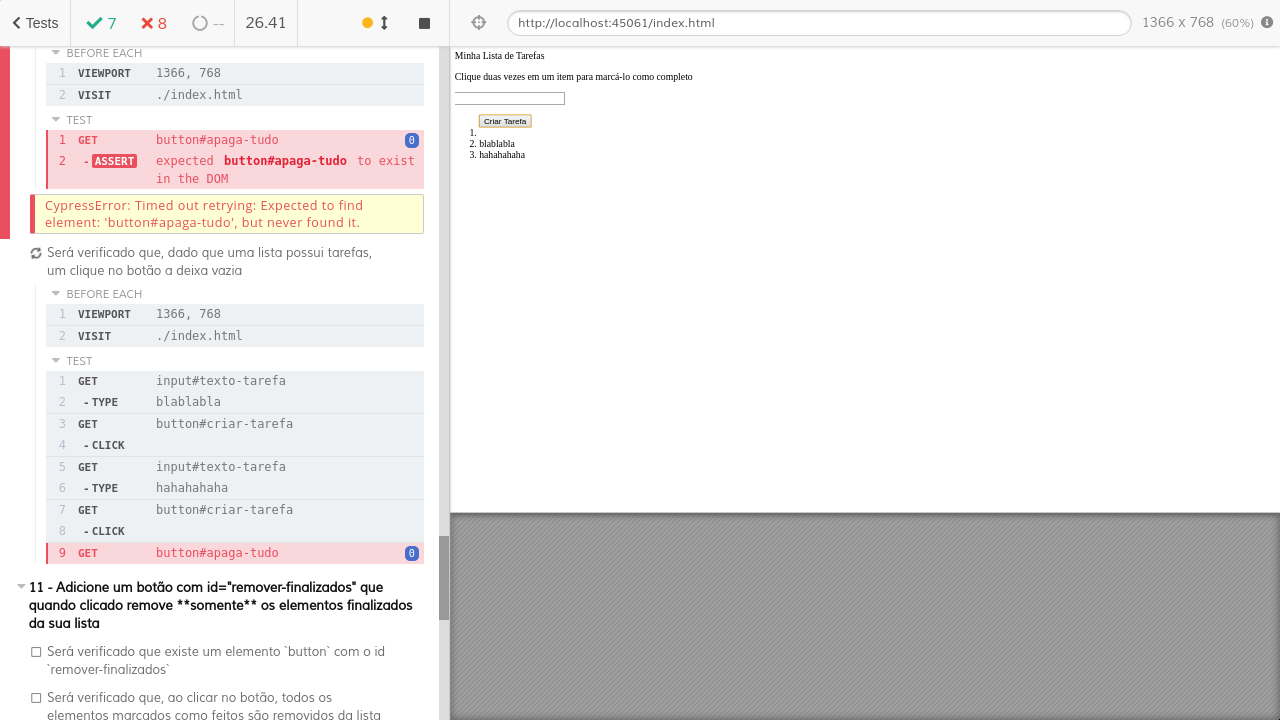 Tests 7 8 -- 26.41
BEFORE EACH
1 VIEWPORT 1366, 768
2 VISIT ./index.html
TEST
1 GET button#apaga-tudo 0
2 -ASSERT expected button#apaga-tudo to exist
in the DOM
CypressError: Timed out retrying: Expected to find
element: 'button#apaga-tudo', but never found it.
Será verificado que, dado que uma lista possui tarefas,
um clique no botão a deixa vazia
BEFORE EACH
1 VIEWPORT 1366, 768
2 VISIT ./index.html
TEST
1 GET input#texto-tarefa
2 -TYPE blablabla
3 GET button#criar-tarefa
4 -CLICK
5 GET input#texto-tarefa
6 -TYPE hahahahaha
7 GET button#criar-tarefa
8 -CLICK
9 GET button#apaga-tudo 0
11 - Adicione um botão com id="remover-finalizados" que
quando clicado remove **somente** os elementos finalizados
da sua lista
Será verificado que existe um elemento `button` com o id
`remover-finalizados`
Será verificado que, ao clicar no botão, todos os
elementos marcados como feitos são removidos da lista
http://localhost:45061/index.html 1366 x 768 (60%)
Minha Lista de Tarefas
Clique duas vezes em um item para marcá-lo como completo
Criar Tarefa
1.
2. blablabla
3. hahahahaha